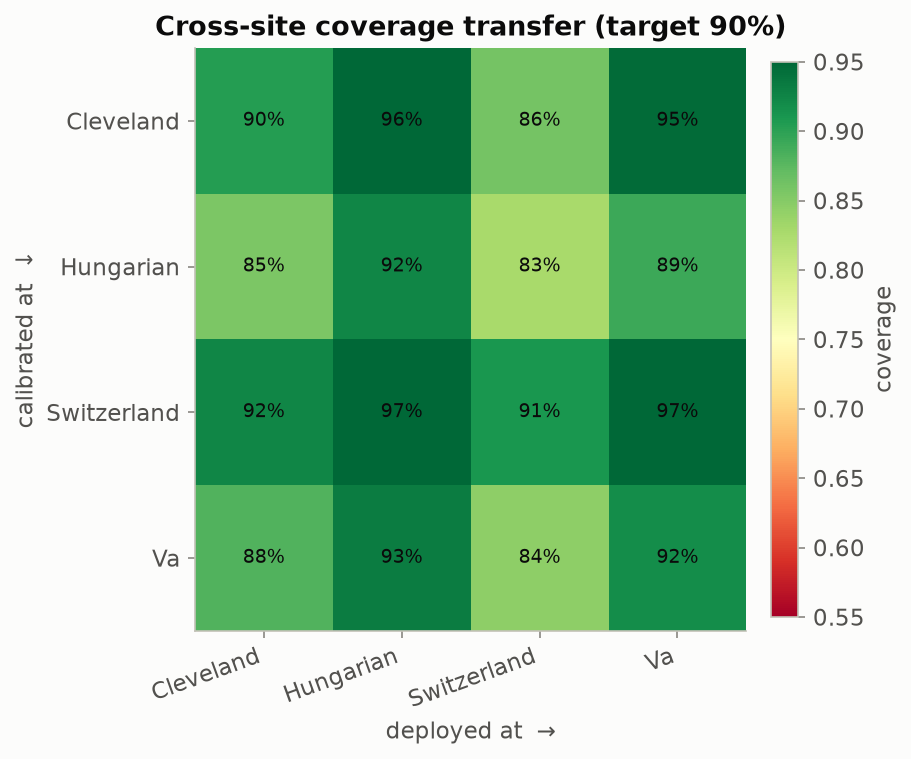 Cross-site coverage transfer (target 90%)
calibrated at →
Cleveland 90% 96% 86% 95%
Hungarian 85% 92% 83% 89%
Switzerland 92% 97% 91% 97%
Va 88% 93% 84% 92%
Cleveland Hungarian Switzerland Va
deployed at →
0.95
0.90
0.85
0.80
0.75
0.70
0.65
0.60
0.55
coverage